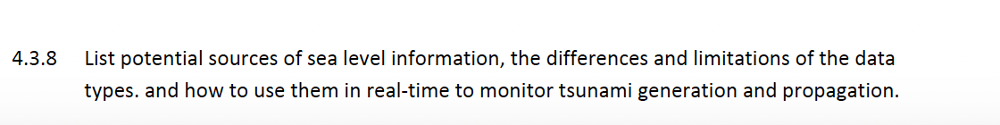 4.3.8 List potential sources of sea level information, the differences and limitations of the data
types. and how to use them in real-time to monitor tsunami generation and propagation.